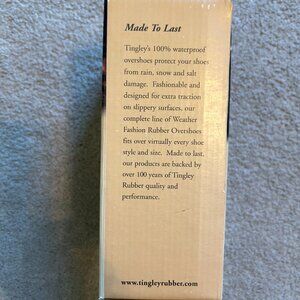 Made To Last
Tingley's 100% waterproof
overshoes protect your shoes
from rain, snow and salt
damage. Fashionable and
designed for extra traction
on slippery surfaces, our
complete line of Weather
Fashion Rubber Overshoes
fits over virtually every shoe
style and size. Made to last,
our products are backed by
over 100 years of Tingley
Rubber quality and
performance.
www.tingleyrubber.com